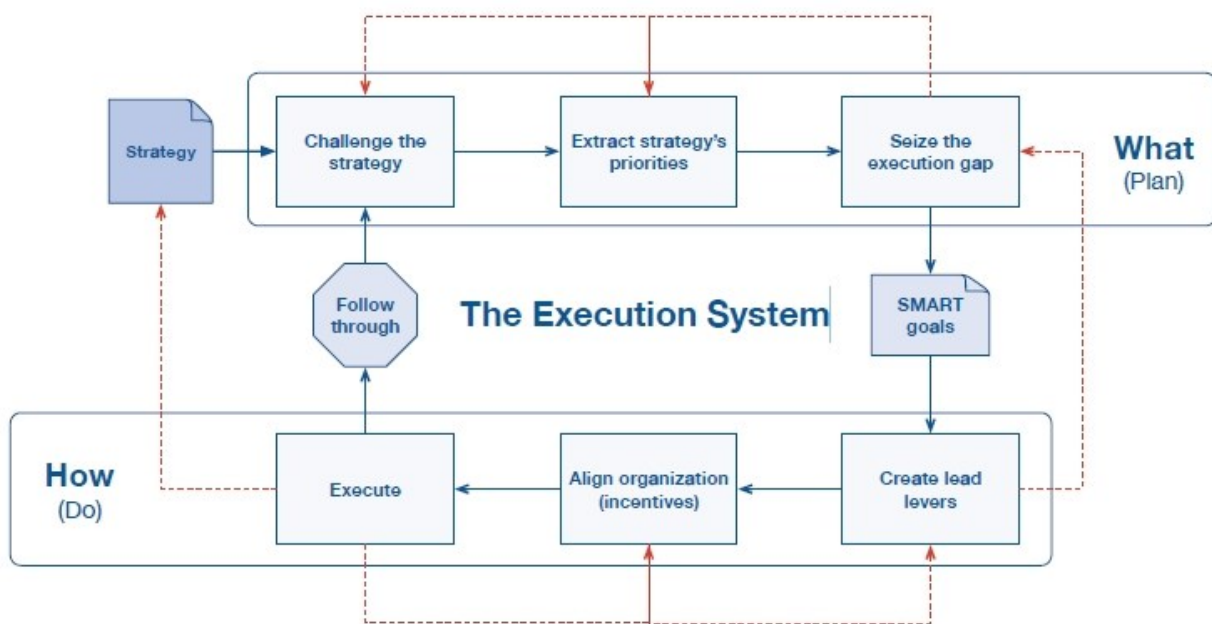 Strategy
Challenge the
strategy
Extract strategy's
priorities
Seize the
execution gap
What
(Plan)
Follow
through
The Execution System
SMART
goals
How
(Do)
Execute
Align organization
(incentives)
Create lead
levers